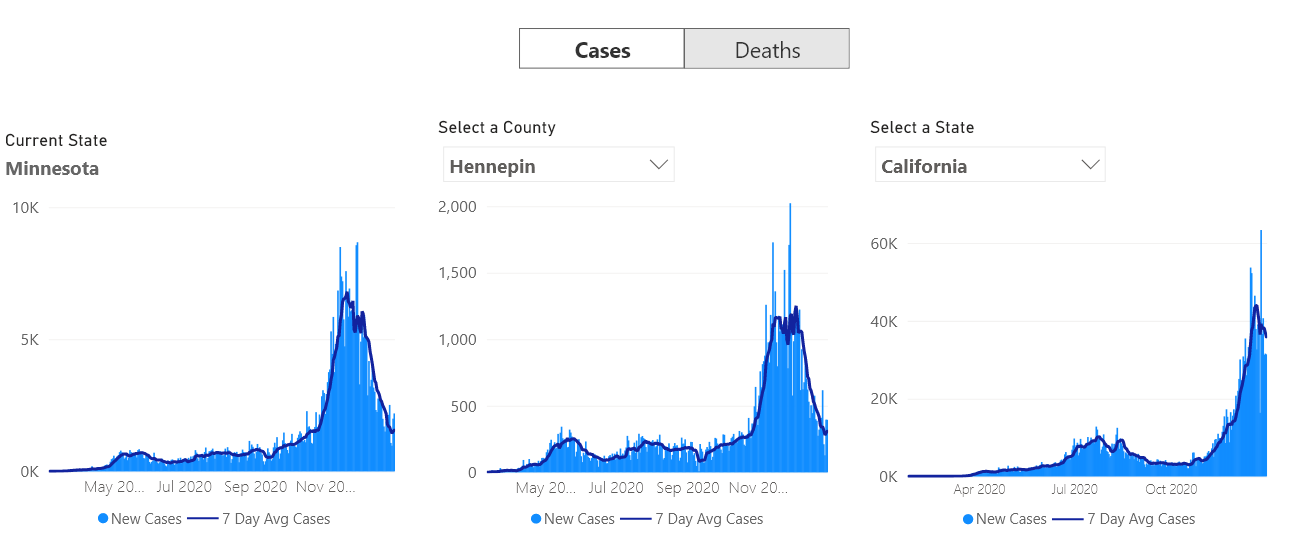 Cases Deaths
Current State
Minnesota
10K
5K
0K
May 20... Jul 2020 Sep 2020 Nov 20...
New Cases 7 Day Avg Cases
Select a County
Hennepin
2,000
1,500
1,000
500
0
May 20... Jul 2020 Sep 2020 Nov 20...
New Cases 7 Day Avg Cases
Select a State
California
60K
40K
20K
0K
Apr 2020 Jul 2020 Oct 2020
New Cases 7 Day Avg Cases